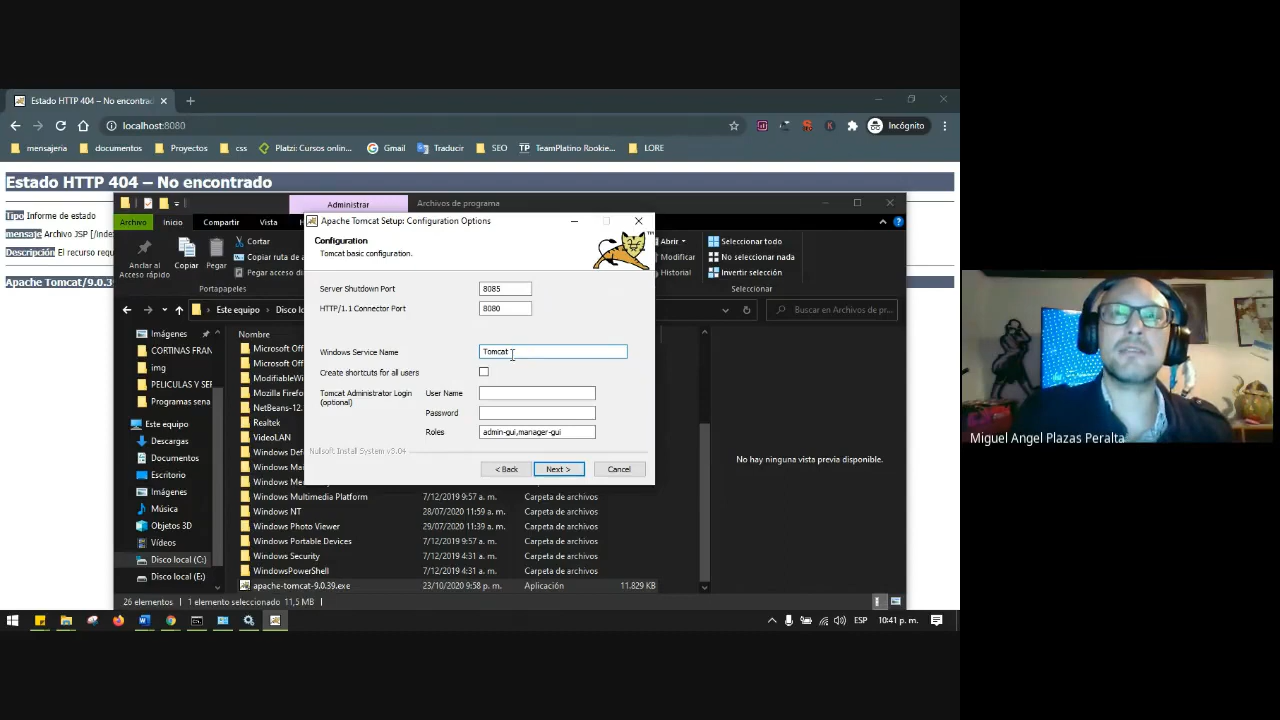 Estado HTTP 404 – No encontrad
localhost:8080
Incógnito
mensajeria
documentos
Proyectos
css
Platzi: Cursos onlin...
Gmail
Traducir
SEO
TP TeamPlatino Rookie...
LORE
Estado HTTP 404 – No encontrado
Tipo Informe de estado
mensaje Archivo JSP [/index
Descripción El recurso requ
Apache Tomcat/9.0.39
Administrar
Archivos de programa
Archivo
Inicio
Compartir
Vista
Anclar al
Acceso rápido
Copiar
Pegar
Cortar
Copiar ruta de a
Pegar acceso di
Portapapeles
Abrir
Modificar
Historial
Seleccionar todo
No seleccionar nada
Invertir selección
Seleccionar
Este equipo
Disco lo
Buscar en Archivos de pr...
Apache Tomcat Setup: Configuration Options
Configuration
Tomcat basic configuration.
TM
Server Shutdown Port
8085
HTTP/1.1 Connector Port
8080
Windows Service Name
Tomcat
Create shortcuts for all users
Tomcat Administrator Login
(optional)
User Name
Password
Roles
admin-gui,manager-gui
Nullsoft Install System v3.04
< Back
Next >
Cancel
Imágenes
CORTINAS FRAN
img
PELICULAS Y SER
Programas sena
Este equipo
Descargas
Documentos
Escritorio
Imágenes
Música
Objetos 3D
Vídeos
Disco local (C:)
Disco local (E:)
Nombre
Microsoft Off
Microsoft Off
ModifiableWin
Mozilla Firefox
NetBeans-12.
Realtek
VideoLAN
Windows Def
Windows Mai
Windows Me
Windows Multimedia Platform 7/12/2019 9:57 a. m. Carpeta de archivos
Windows NT 28/07/2020 11:59 a. m. Carpeta de archivos
Windows Photo Viewer 29/07/2020 11:39 a. m. Carpeta de archivos
Windows Portable Devices 7/12/2019 9:57 a. m. Carpeta de archivos
Windows Security 7/12/2019 4:31 a. m. Carpeta de archivos
WindowsPowerShell 7/12/2019 4:31 a. m. Carpeta de archivos
apache-tomcat-9.0.39.exe 23/10/2020 9:58 p. m. Aplicación 11.829 KB
No hay ninguna vista previa disponible.
26 elementos
1 elemento seleccionado 11,5 MB
ESP
10:41 p. m.
Miguel Angel Plazas Peralta